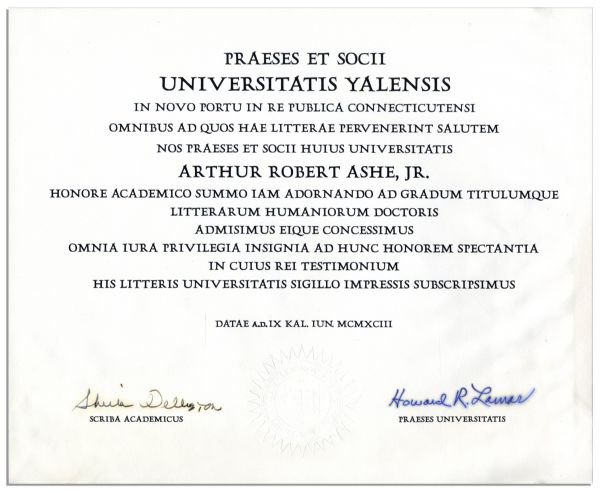 PRAESES ET SOCII
UNIVERSITATIS YALENSIS
IN NOVO PORTU IN RE PUBLICA CONNECTICUTENSI
OMNIBUS AD QUOS HAE LITTERAE PERVENERINT SALUTEM
NOS PRAESES ET SOCII HUIUS UNIVERSITATIS
ARTHUR ROBERT ASHE, JR.
HONORE ACADEMICO SUMMO IAM ADORNANDO AD GRADUM TITULUMQUE
LITTERARUM HUMANIORUM DOCTORIS
ADMISIMUS EIQUE CONCESSIMUS
OMNIA IURA PRIVILEGIA INSIGNIA AD HUNC HONOREM SPECTANTIA
IN CUIUS REI TESTIMONIUM
HIS LITTERIS UNIVERSITATIS SIGILLO IMPRESSIS SUBSCRIPSIMUS
DATAE A.D. IX KAL. IUN. MCMXCIII
Howard R. Lamar
SCRIBA ACADEMICUS
PRAESES UNIVERSITATIS